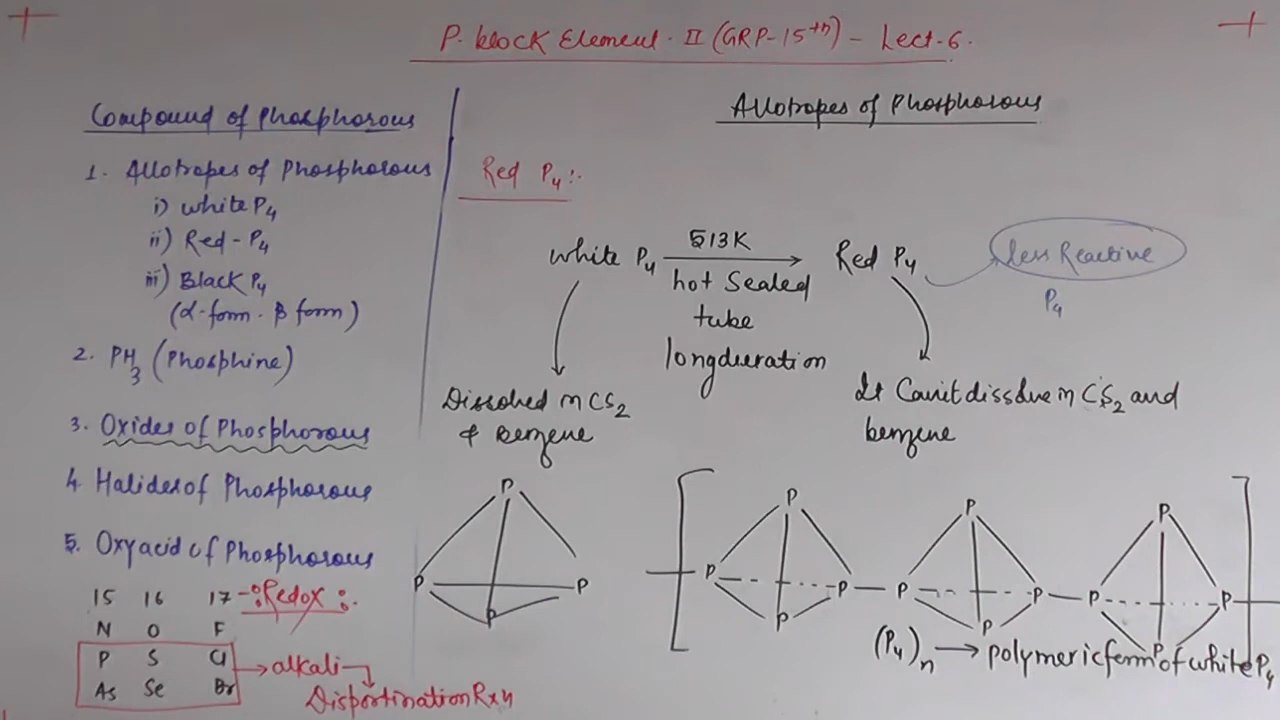 P-block Element-II (GRP-15th) - Lect-6.
Compound of Phosphorous
1. Allotropes of Phosphorous
i) white P4
ii) Red-P4
iii) Black P4
(α-form - β form)
2. PH3 (Phosphine)
3. Oxides of Phosphorous
4. Halides of Phosphorous
5. Oxyacid of Phosphorous
15 16 17 -: Redox :-
N O F
P S Cl → alkali →
As Se Br
Disportination Rxn
Allotropes of Phosphorous
Red P4 :-
white P4 513K → Red P4 → less Reactive
P4
hot Sealed
tube
long duration
Dissolved in CS2
& Benzene
It Can't dissolve in CS2 and
benzene
P
P P
P
P P P
P P P P P P
P P P
(P4)n → polymeric form of white P4